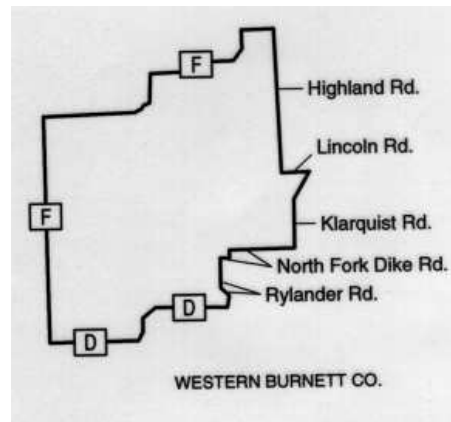 F
Highland Rd.
Lincoln Rd.
F
Klarquist Rd.
North Fork Dike Rd.
Rylander Rd.
D
D
WESTERN BURNETT CO.